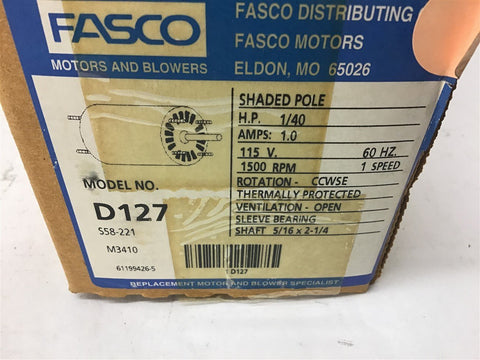 FASCO
MOTORS AND BLOWERS
FASCO DISTRIBUTING
FASCO MOTORS
ELDON, MO 65026
SHADED POLE
H.P. 1/40
AMPS: 1.0
115 V. 60 HZ.
1500 RPM 1 SPEED
ROTATION - CCWSE
THERMALLY PROTECTED
VENTILATION - OPEN
SLEEVE BEARING
SHAFT 5/16 x 2-1/4
MODEL NO.
D127
S58-221
M3410
61199426-5
1 D127
REPLACEMENT MOTOR AND BLOWER SPECIALIST